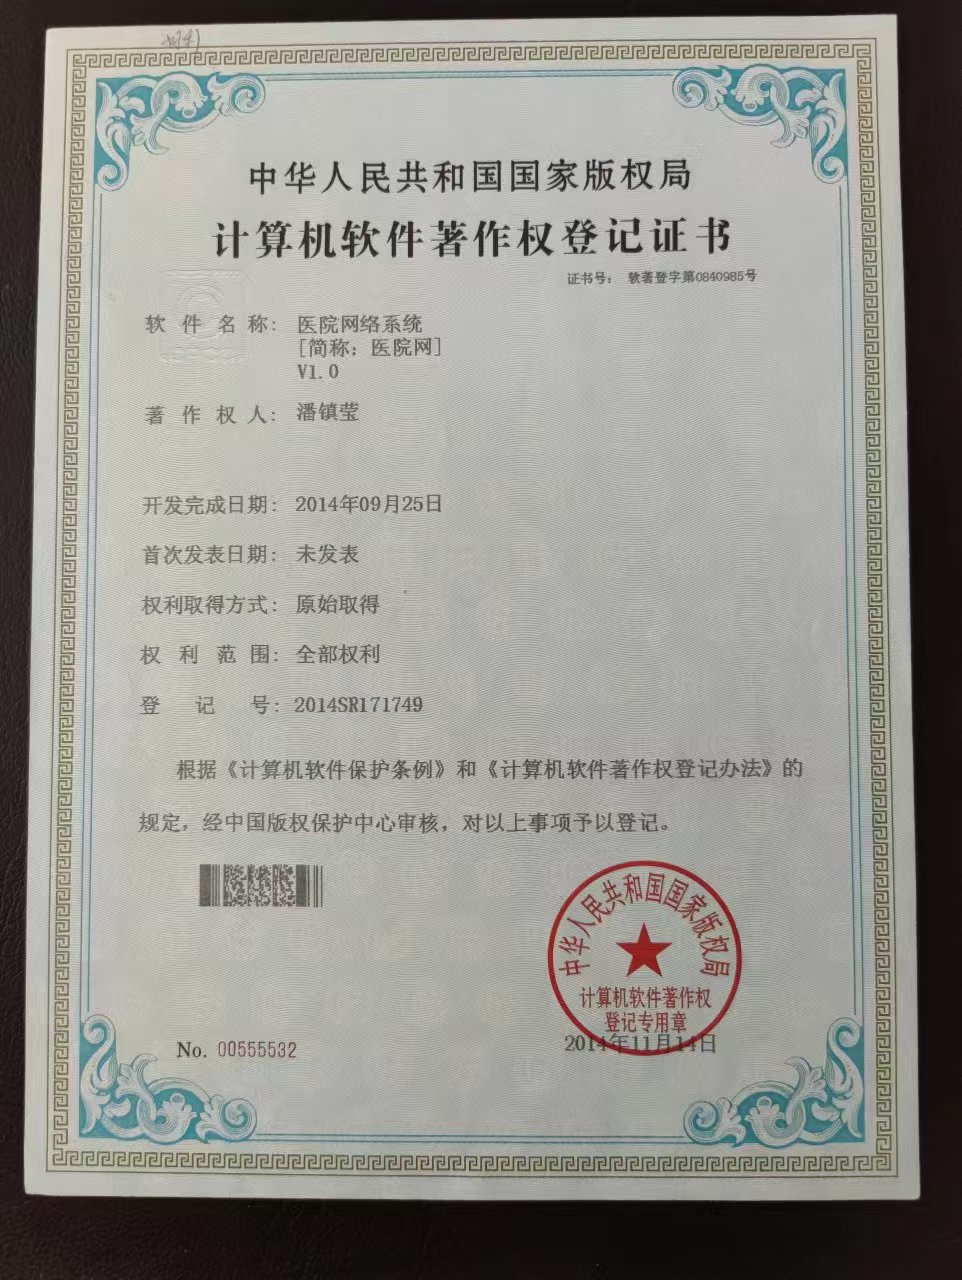 中华人民共和国国家版权局
计算机软件著作权登记证书
证书号： 软著登字第0840985号
软件名称： 医院网络系统
[简称：医院网]
V1.0
著作权人： 潘镇莹
开发完成日期： 2014年09月25日
首次发表日期： 未发表
权利取得方式： 原始取得
权利范围： 全部权利
登记号： 2014SR171749
根据《计算机软件保护条例》和《计算机软件著作权登记办法》的
规定，经中国版权保护中心审核，对以上事项予以登记。
中华人民共和国国家版权局
计算机软件著作权
登记专用章
No. 00555532
2014年11月14日